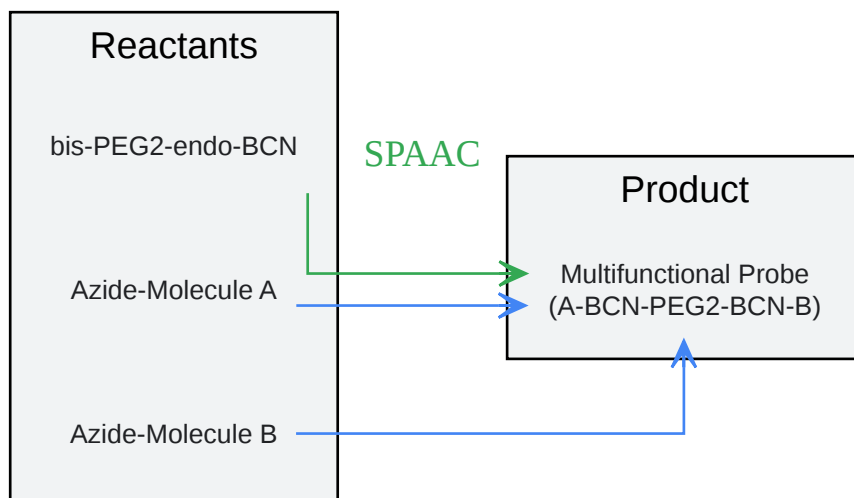 Reactants
bis-PEG2-endo-BCN
SPAAC
Product
Azide-Molecule A
Multifunctional Probe
(A-BCN-PEG2-BCN-B)
Azide-Molecule B